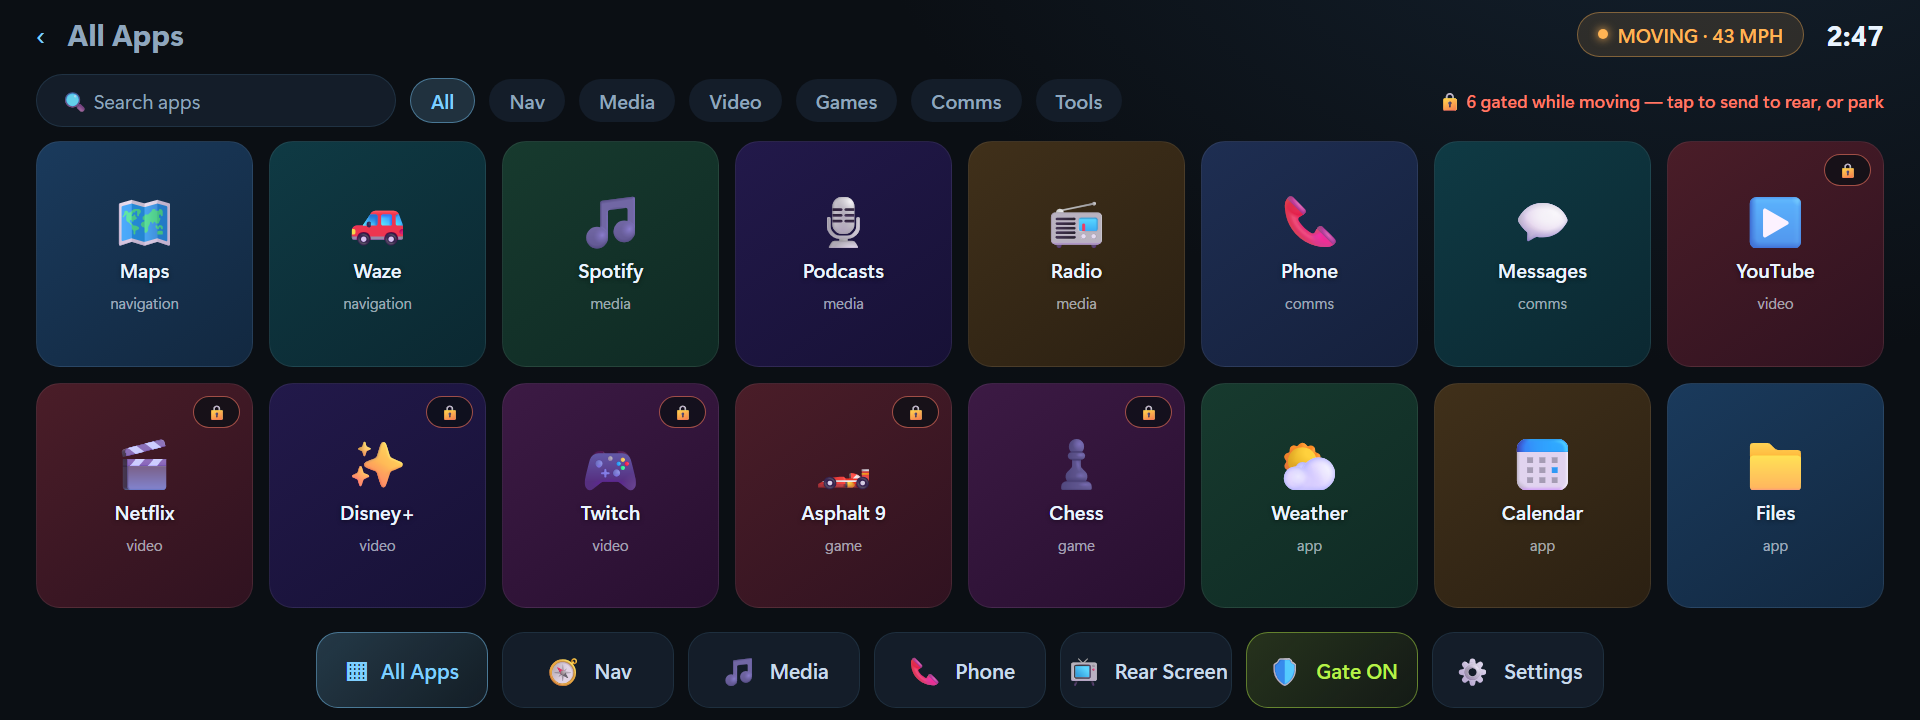 ‹ All Apps
MOVING · 43 MPH
2:47
Search apps
All
Nav
Media
Video
Games
Comms
Tools
6 gated while moving — tap to send to rear, or park
Maps
navigation
Waze
navigation
Spotify
media
Podcasts
media
Radio
media
Phone
comms
Messages
comms
YouTube
video
Netflix
video
Disney+
video
Twitch
video
Asphalt 9
game
Chess
game
Weather
app
Calendar
app
Files
app
All Apps
Nav
Media
Phone
Rear Screen
Gate ON
Settings